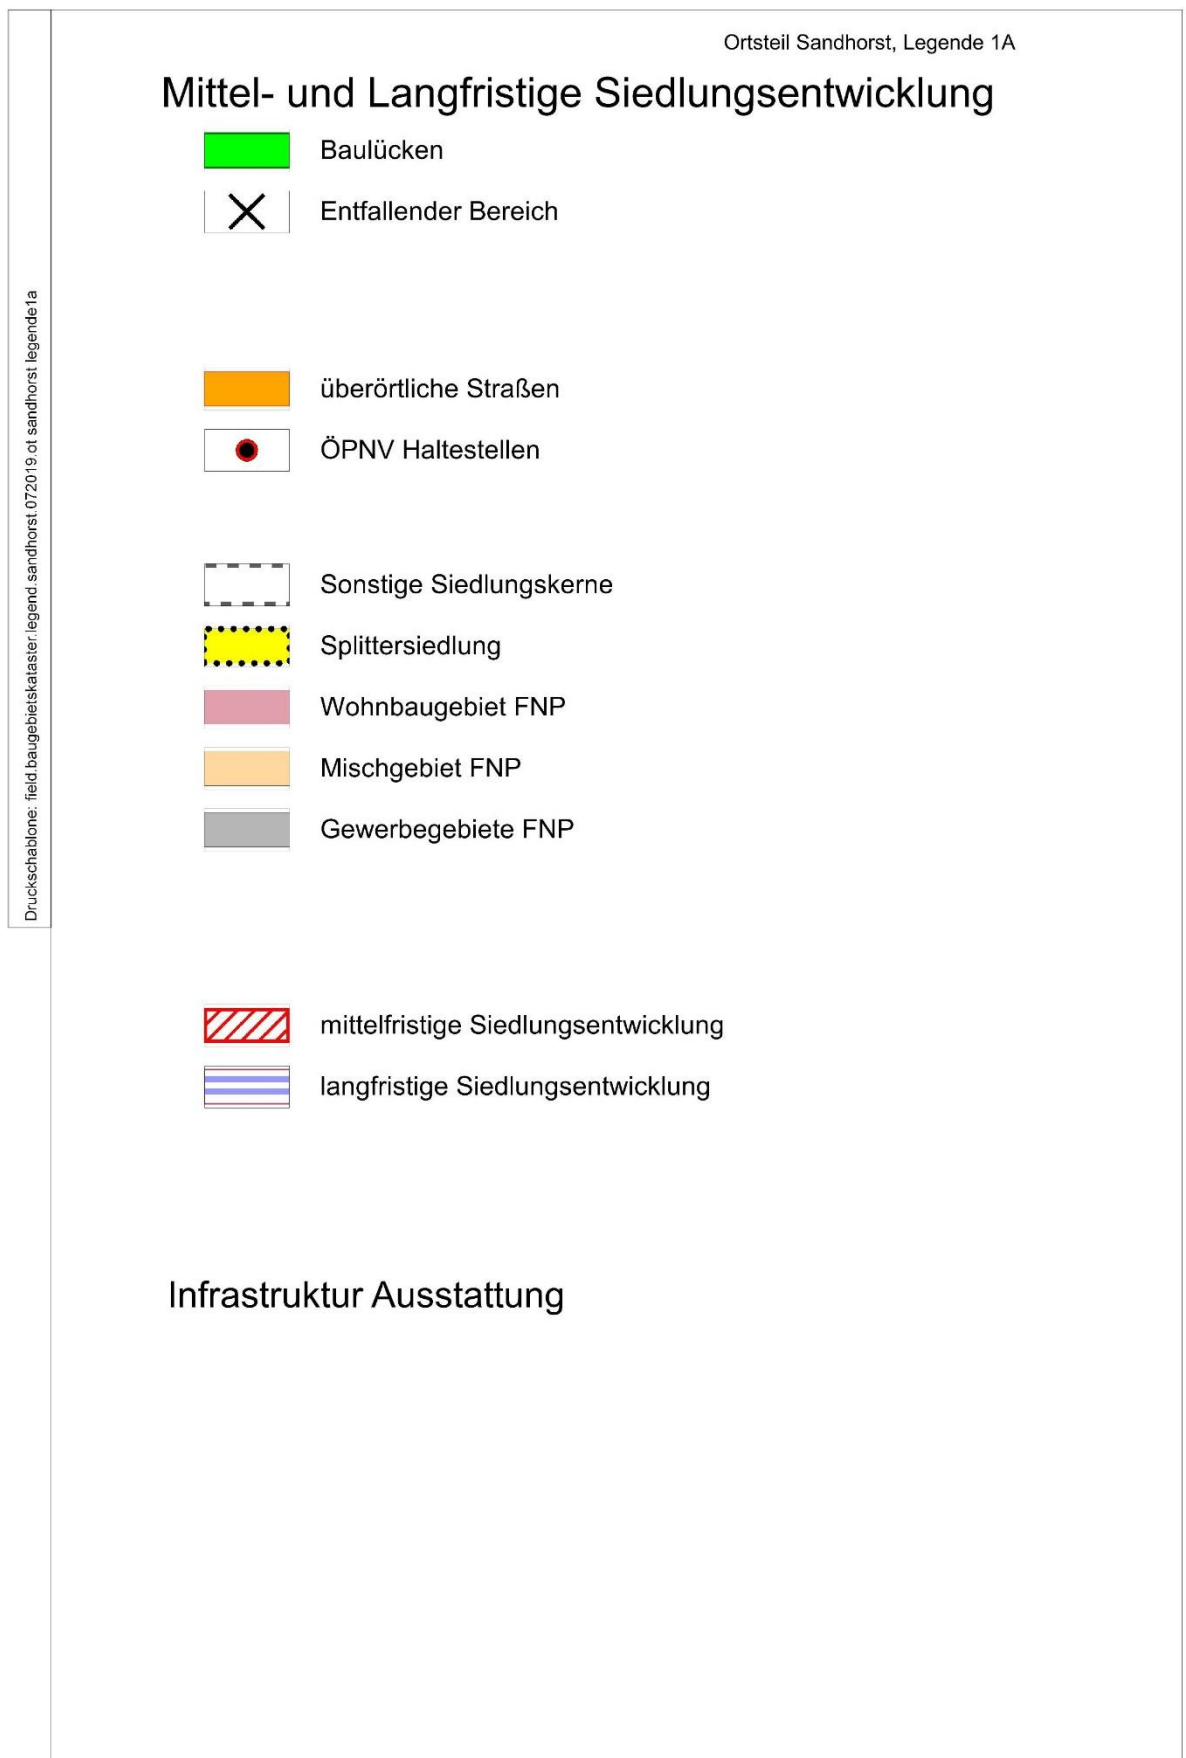 Ortsteil Sandhorst, Legende 1A
Mittel- und Langfristige Siedlungsentwicklung
Baulücken
Entfallender Bereich
überörtliche Straßen
ÖPNV Haltestellen
Sonstige Siedlungskerne
Splittersiedlung
Wohnbaugebiet FNP
Mischgebiet FNP
Gewerbegebiete FNP
mittelfristige Siedlungsentwicklung
langfristige Siedlungsentwicklung
Infrastruktur Ausstattung
Druckschablone: field.baugebietskataster.legend.sandhorst.072019.ot sandhorst legende1a